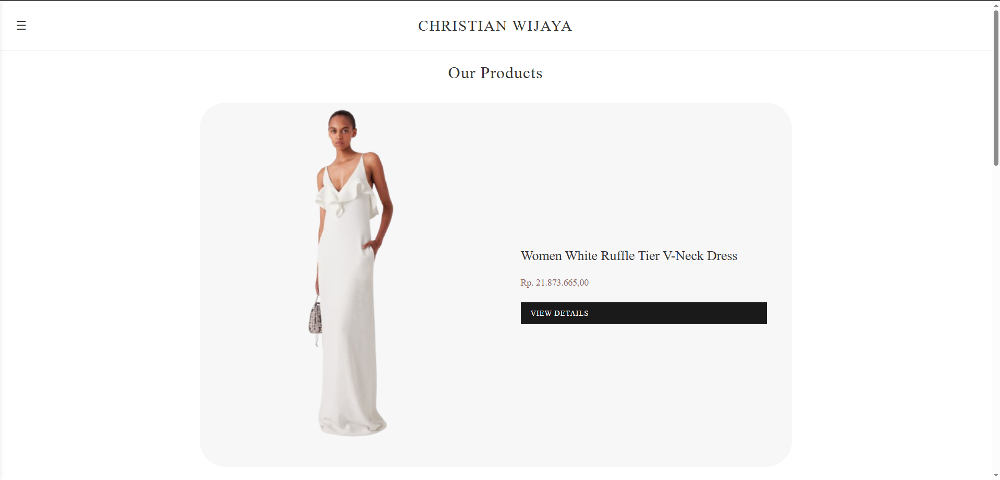 ☰
CHRISTIAN WIJAYA
Our Products
Women White Ruffle Tier V-Neck Dress
Rp. 21.873.665,00
VIEW DETAILS